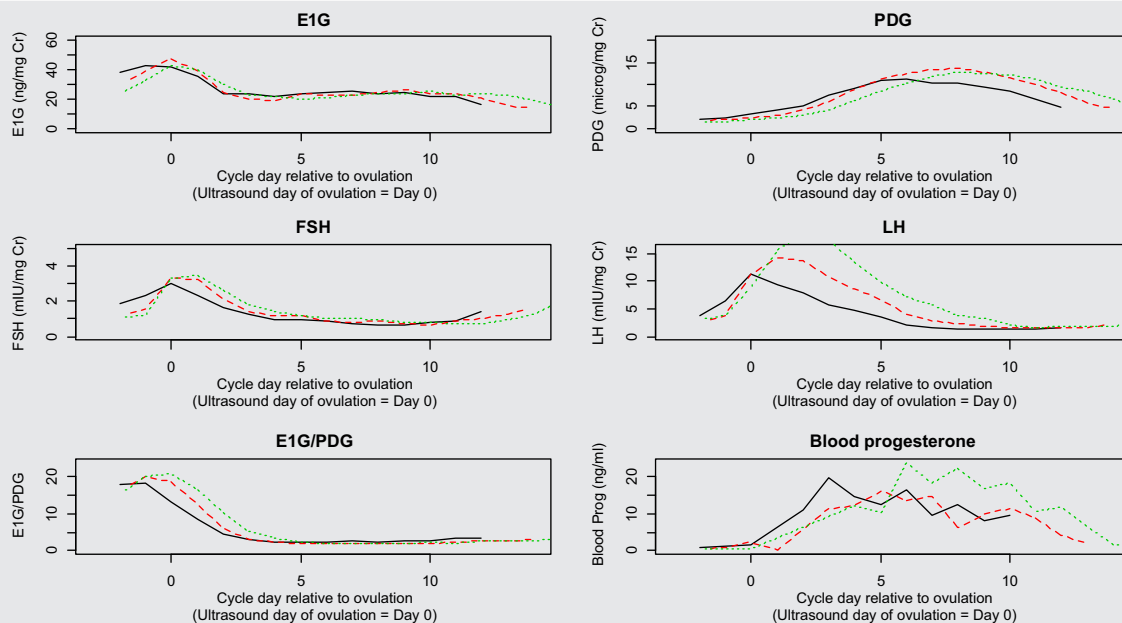 E1G
E1G (ng/mg Cr)
0 20 40 60
0 5 10
Cycle day relative to ovulation
(Ultrasound day of ovulation = Day 0)
PDG
PDG (microg/mg Cr)
0 5 10 15
0 5 10
Cycle day relative to ovulation
(Ultrasound day of ovulation = Day 0)
FSH
FSH (mIU/mg Cr)
0 2 4
0 5 10
Cycle day relative to ovulation
(Ultrasound day of ovulation = Day 0)
LH
LH (mIU/mg Cr)
0 5 10 15
0 5 10
Cycle day relative to ovulation
(Ultrasound day of ovulation = Day 0)
E1G/PDG
E1G/PDG
0 10 20
0 5 10
Cycle day relative to ovulation
(Ultrasound day of ovulation = Day 0)
Blood progesterone
Blood Prog (ng/ml)
0 10 20
0 5 10
Cycle day relative to ovulation
(Ultrasound day of ovulation = Day 0)